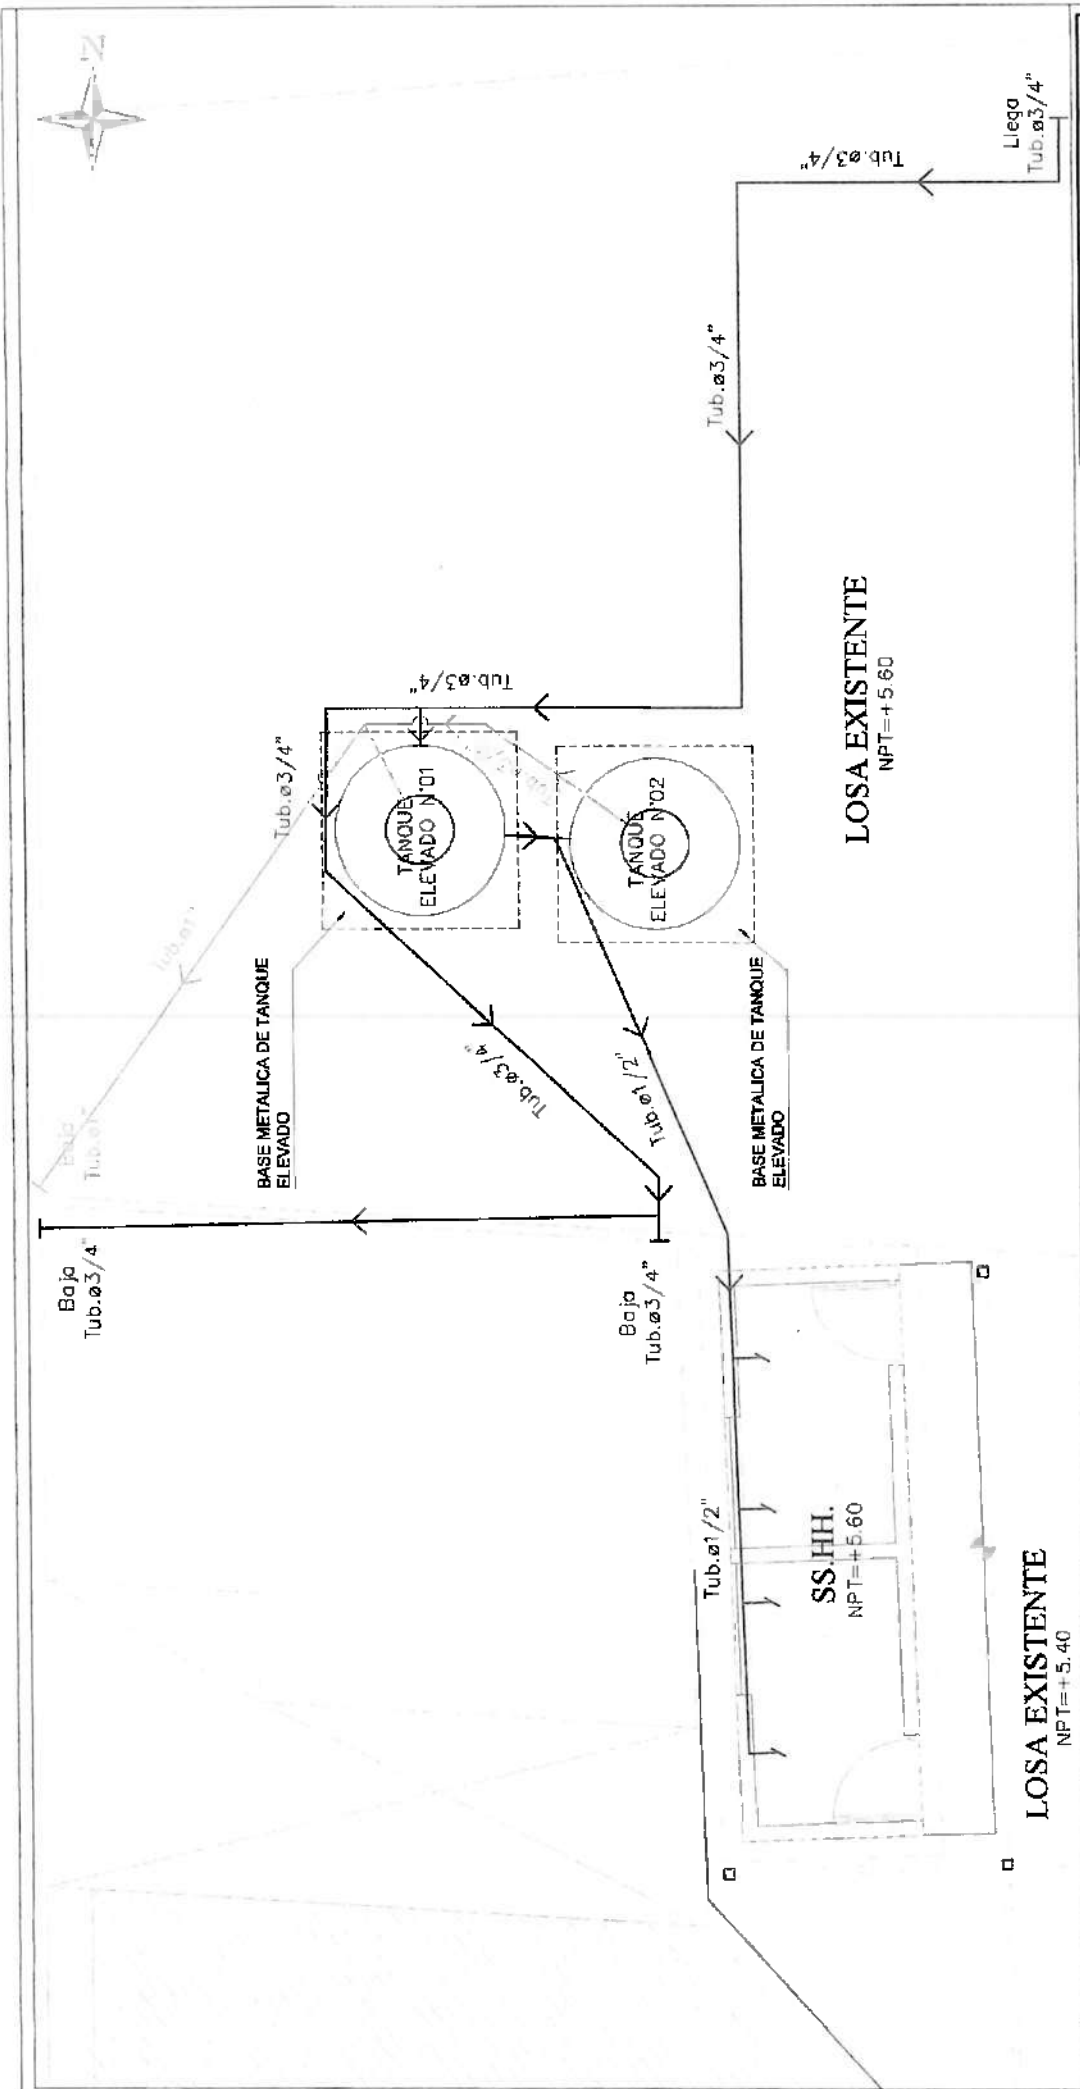 N
Llega
Tub.ø3/4"
Tub.ø3/4"
Tub.ø3/4"
Tub.ø3/4"
Tub.ø3/4"
TANQUE
ELEVADO N°01
TANQUE
ELEVADO N°02
LOSA EXISTENTE
NPT=+5.60
BASE METALICA DE TANQUE
ELEVADO
BASE METALICA DE TANQUE
ELEVADO
Tub.ø3/4"
Tub.ø1/2"
Baja
Baja
Tub.ø3/4"
Baja
Tub.ø3/4"
Tub.ø1/2"
SS.HH.
NPT=+5.60
LOSA EXISTENTE
NPT=+5.40